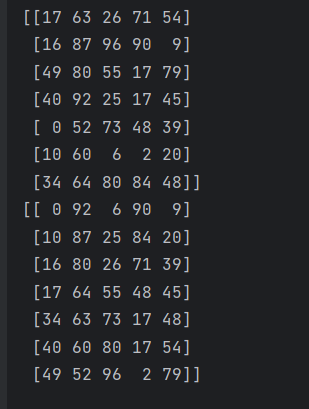 [[17 63 26 71 54]
 [16 87 96 90  9]
 [49 80 55 17 79]
 [40 92 25 17 45]
 [ 0 52 73 48 39]
 [10 60  6  2 20]
 [34 64 80 84 48]]
[[ 0 92  6 90  9]
 [10 87 25 84 20]
 [16 80 26 71 39]
 [17 64 55 48 45]
 [34 63 73 17 48]
 [40 60 80 17 54]
 [49 52 96  2 79]]